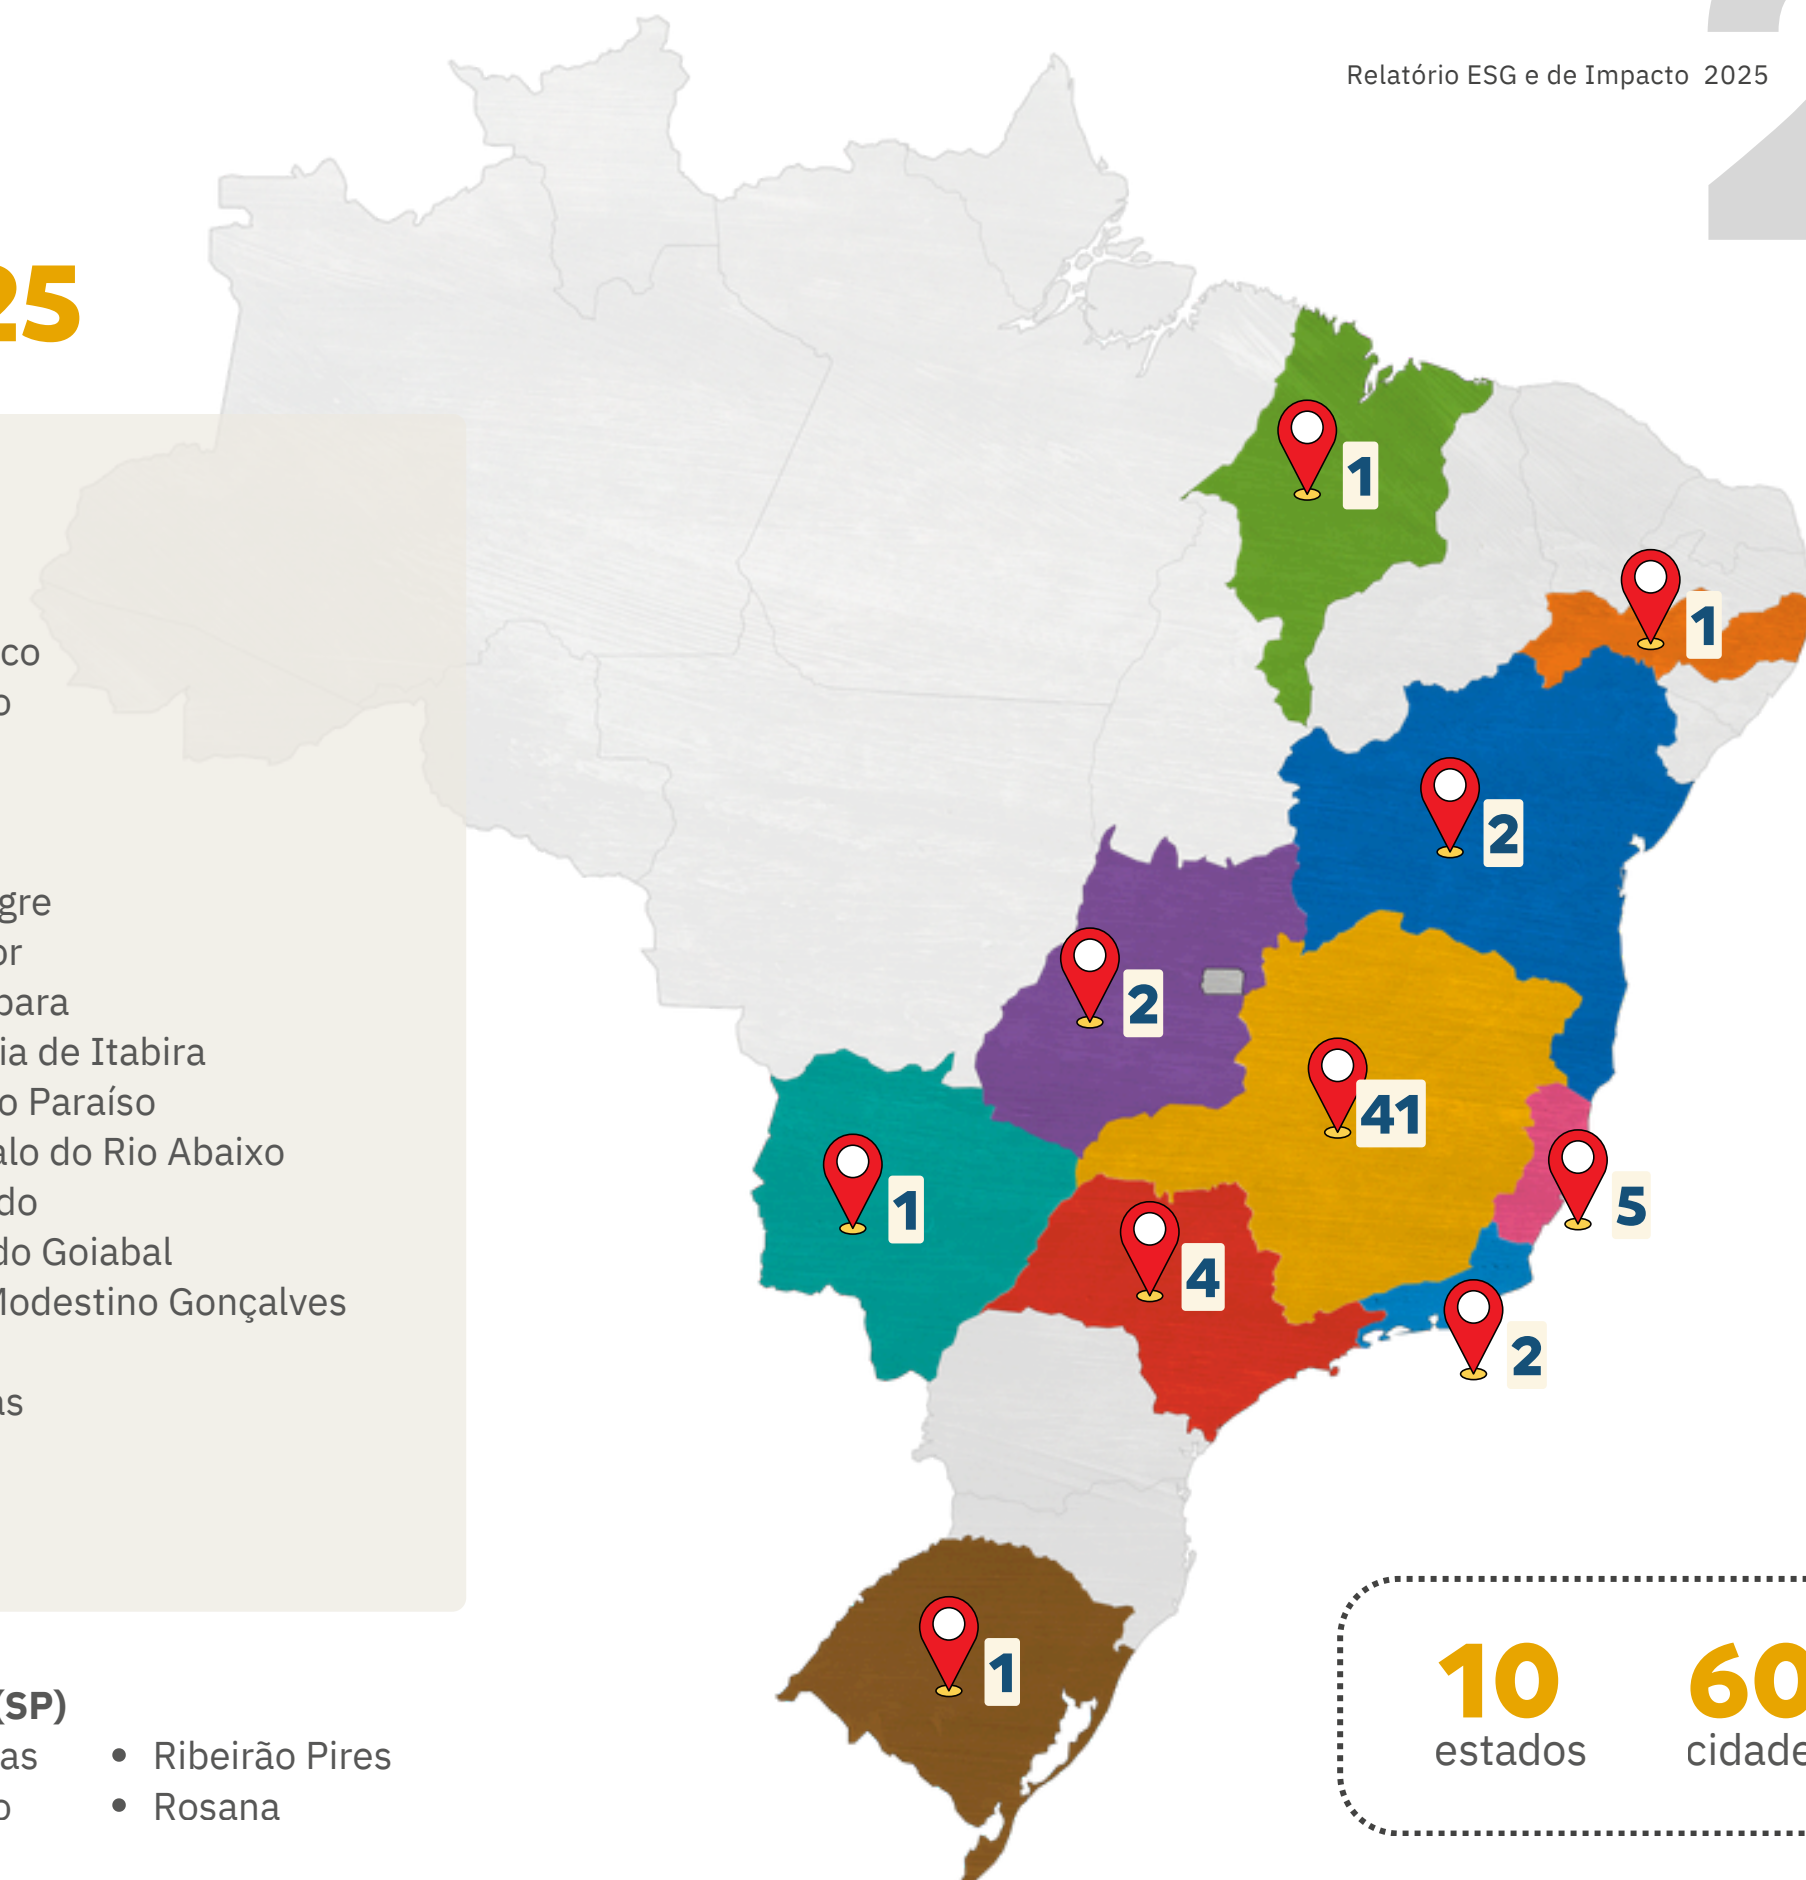 Relatório ESG e de Impacto 2025
25
co
o
gre
or
para
ia de Itabira
o Paraíso
alo do Rio Abaixo
do
do Goiabal
Modestino Gonçalves
as
(SP)
as
o
• Ribeirão Pires
• Rosana
1
1
2
2
41
1
5
4
2
1
10
estados
60
cidade